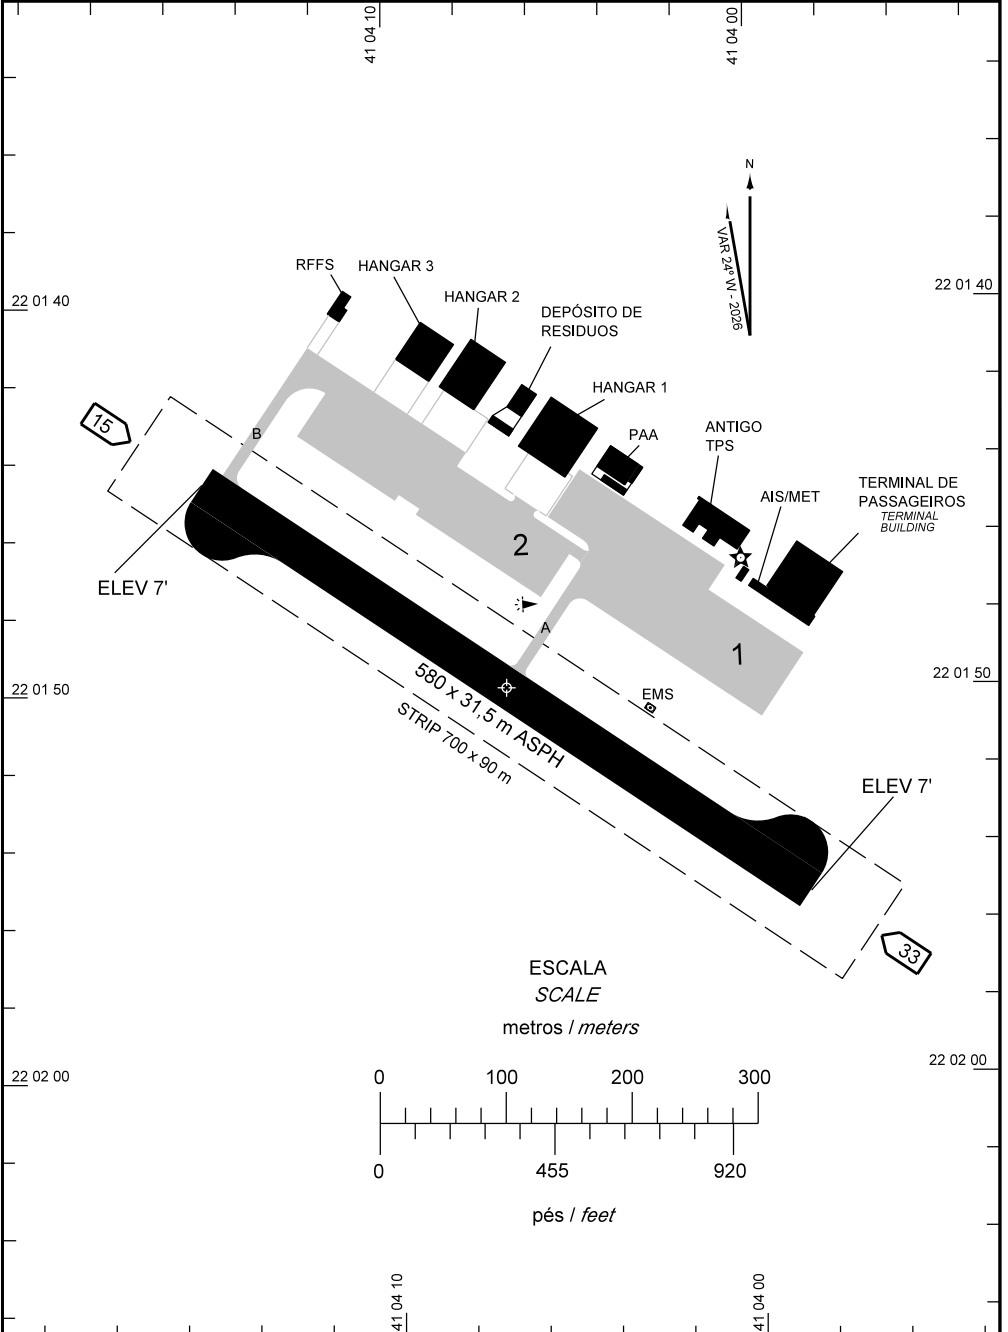 41 04 10
41 04 00
N
VAR 24º W - 2026
RFFS
HANGAR 3
22 01 40
22 01 40
HANGAR 2
DEPÓSITO DE
RESIDUOS
HANGAR 1
15
B
PAA
ANTIGO
TPS
AIS/MET
TERMINAL DE
PASSAGEIROS
TERMINAL
BUILDING
2
ELEV 7'
A
1
22 01 50
22 01 50
580 x 31,5 m ASPH
STRIP 700 x 90 m
EMS
ELEV 7'
33
ESCALA
SCALE
metros / meters
22 02 00
22 02 00
0 100 200 300
0 455 920
pés / feet
41 04 10
41 04 00